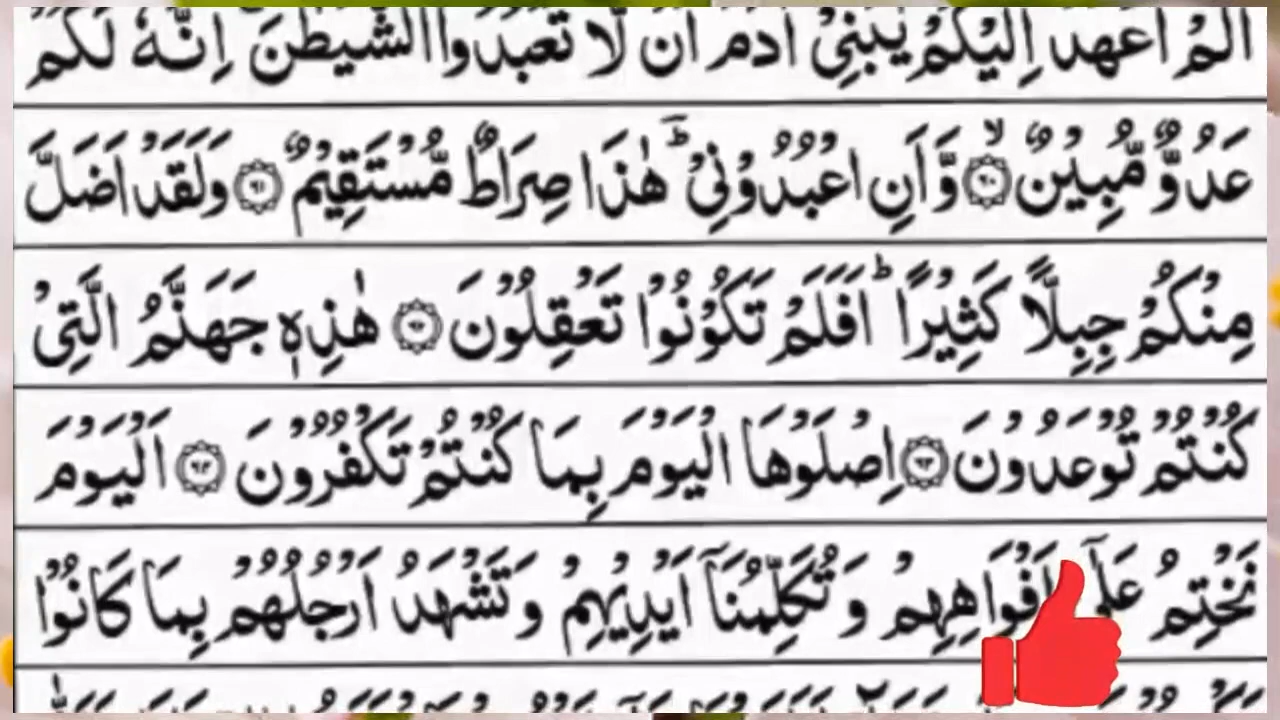 اَلَمْ اَعْهَدْ اِلَيْكُمْ يٰبَنِيْۤ اٰدَمَ اَنْ لَّا تَعْبُدُوا الشَّيْطٰنَ ۚ اِنَّهٗ لَكُمْ
عَدُوٌّ مُّبِيْنٌ ۙ﴿۶۰﴾ وَّاَنِ اعْبُدُوْنِيْ ؔؕ هٰذَا صِرَاطٌ مُّسْتَقِيْمٌ ﴿۶۱﴾ وَلَقَدْ اَضَلَّ
مِنْكُمْ جِبِلًّا كَثِيْرًا ؕ اَفَلَمْ تَكُوْنُوْا تَعْقِلُوْنَ ﴿۶۲﴾ هٰذِهٖ جَهَنَّمُ الَّتِيْ
كُنْتُمْ تُوْعَدُوْنَ ﴿۶۳﴾ اِصْلَوْهَا الْيَوْمَ بِمَا كُنْتُمْ تَكْفُرُوْنَ ﴿۶۴﴾ اَلْيَوْمَ
نَخْتِمُ عَلٰۤى اَفْوَاهِهِمْ وَ تُكَلِّمُنَاۤ اَيْدِيْهِمْ وَ تَشْهَدُ اَرْجُلُهُمْ بِمَا كَانُوْا